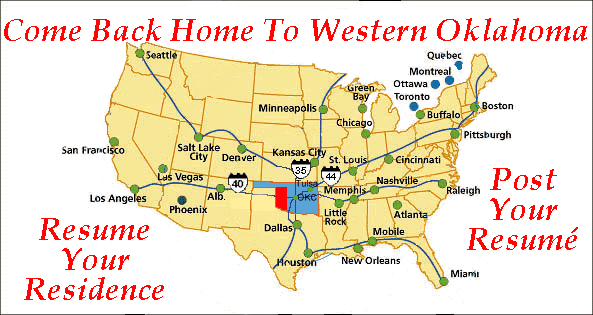 Come Back Home To Western Oklahoma
Quebec
Seattle
Montreal
Ottawa
Green
Bay
Toronto
Minneapolis
Boston
Buffalo
Chicago
Pittsburgh
Salt Lake
City
Denver
Kansas City
San Francisco
St. Louis
Cincinnati
35
44
Las Vegas
40
Tulsa
Nashville
Memphis
Raleigh
Los Angeles
Alb.
OKC
Phoenix
Little
Rock
Atlanta
Dallas
Mobile
Houston
New Orleans
Miami
Resume
Your
Residence
Post
Your
Resumé